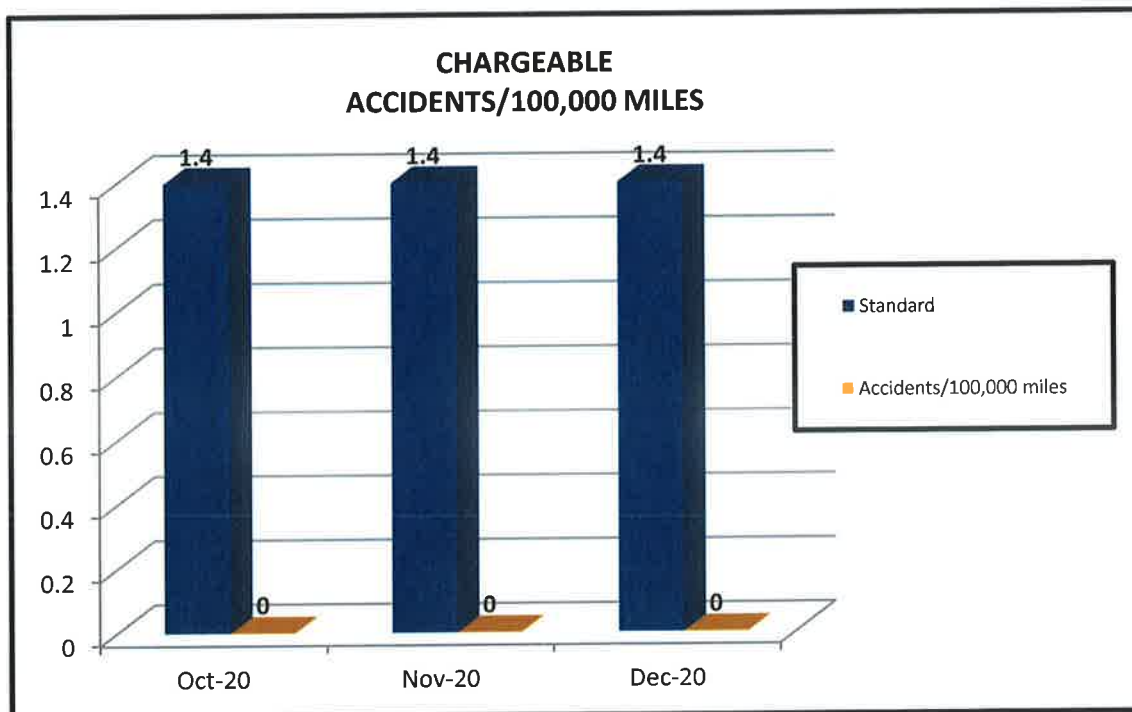 CHARGEABLE
ACCIDENTS/100,000 MILES
1.4 1.4 1.4
1.4
1.2
1
0.8
0.6
0.4
0.2
0
0 0 0
Oct-20 Nov-20 Dec-20
Standard
Accidents/100,000 miles